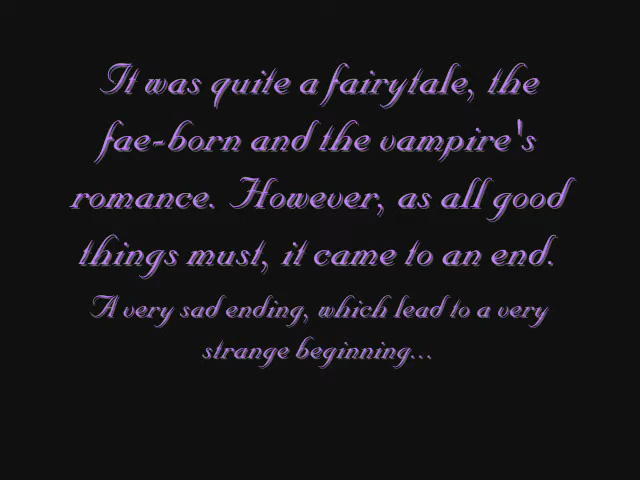 It was quite a fairytale, the
fae-born and the vampire's
romance. However, as all good
things must, it came to an end.
A very sad ending, which lead to a very
strange beginning...